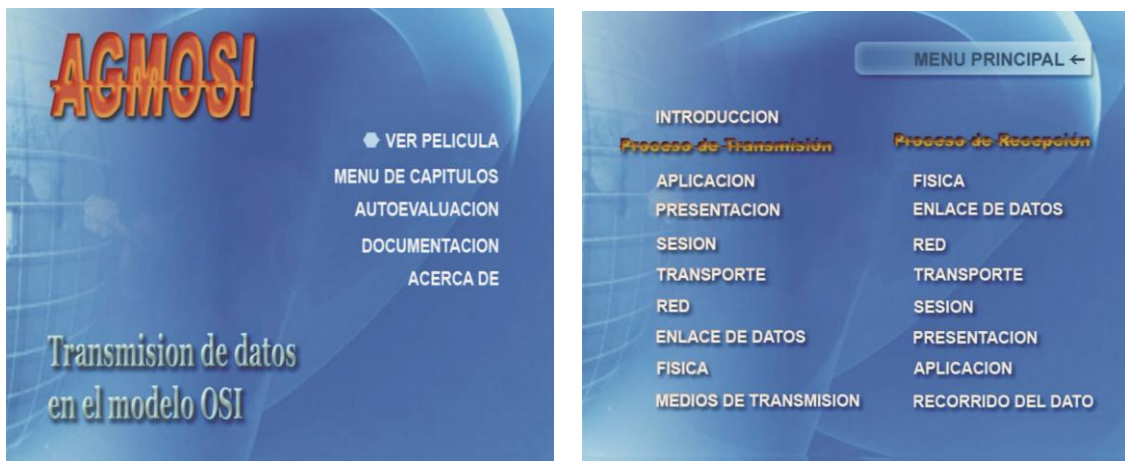 AGMOSI
VER PELICULA
MENU DE CAPITULOS
AUTOEVALUACION
DOCUMENTACION
ACERCA DE
Transmision de datos
en el modelo OSI
MENU PRINCIPAL ←
INTRODUCCION
Proceso de Transmisión
APLICACION
PRESENTACION
SESION
TRANSPORTE
RED
ENLACE DE DATOS
FISICA
MEDIOS DE TRANSMISION
Proceso de Recepción
FISICA
ENLACE DE DATOS
RED
TRANSPORTE
SESION
PRESENTACION
APLICACION
RECORRIDO DEL DATO